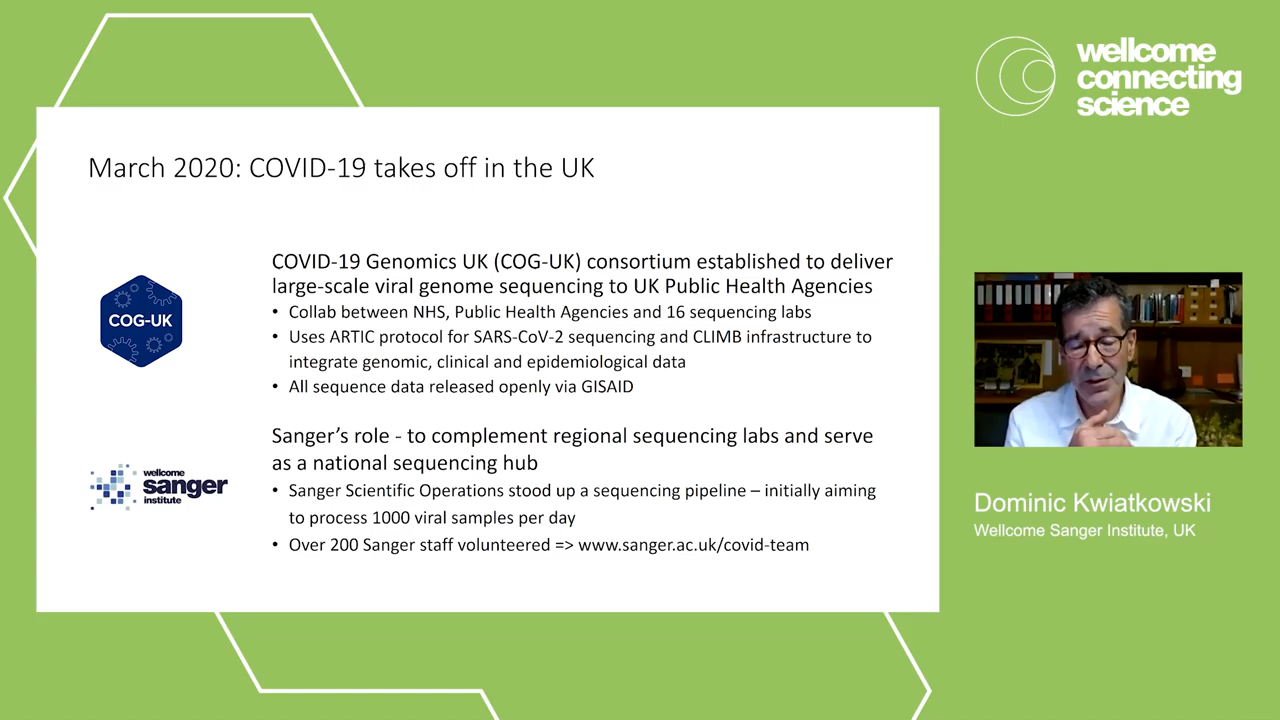 wellcome
connecting
science
March 2020: COVID-19 takes off in the UK
COG-UK
COVID-19 Genomics UK (COG-UK) consortium established to deliver
large-scale viral genome sequencing to UK Public Health Agencies
• Collab between NHS, Public Health Agencies and 16 sequencing labs
• Uses ARTIC protocol for SARS-CoV-2 sequencing and CLIMB infrastructure to
integrate genomic, clinical and epidemiological data
• All sequence data released openly via GISAID
wellcome
sanger
institute
Sanger’s role - to complement regional sequencing labs and serve
as a national sequencing hub
• Sanger Scientific Operations stood up a sequencing pipeline – initially aiming
to process 1000 viral samples per day
• Over 200 Sanger staff volunteered => www.sanger.ac.uk/covid-team
Dominic Kwiatkowski
Wellcome Sanger Institute, UK